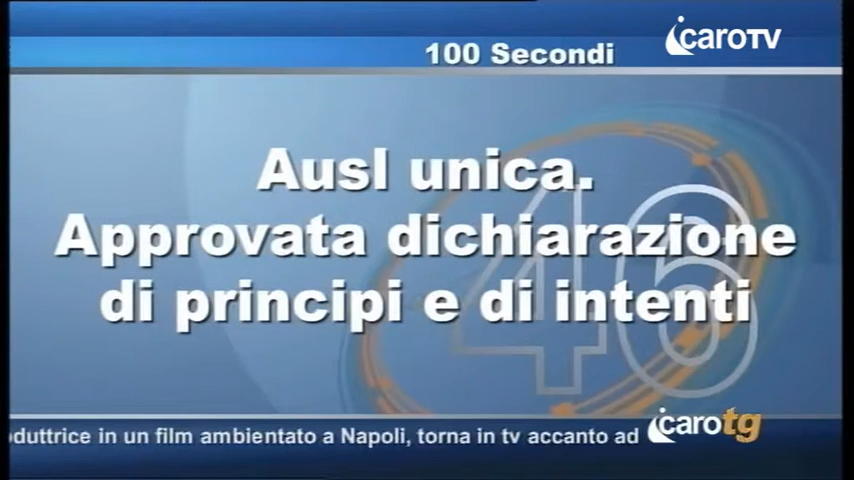 100 Secondi
icaroTV
Ausl unica.
Approvata dichiarazione
di principi e di intenti
46
oduttrice in un film ambientato a Napoli, torna in tv accanto ad
icarotg